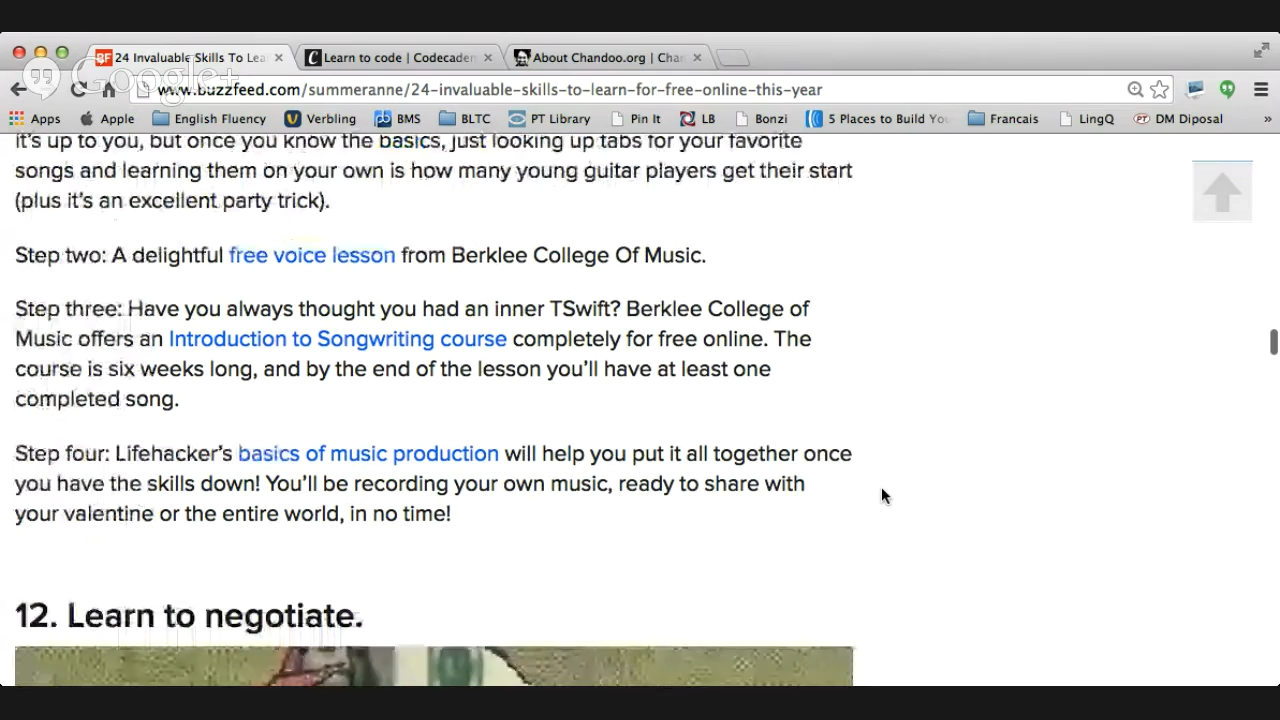 24 Invaluable Skills To Lea
Learn to code | Codecaden
About Chandoo.org | Char
Google+
www.buzzfeed.com/summeranne/24-invaluable-skills-to-learn-for-free-online-this-year
Apps Apple English Fluency Verbling BMS BLTC PT Library Pin It LB Bonzi 5 Places to Build Yo Francais LingQ DM Diposal
it's up to you, but once you know the basics, just looking up tabs for your favorite
songs and learning them on your own is how many young guitar players get their start
(plus it's an excellent party trick).
Step two: A delightful free voice lesson from Berklee College Of Music.
Step three: Have you always thought you had an inner TSwift? Berklee College of
Music offers an Introduction to Songwriting course completely for free online. The
course is six weeks long, and by the end of the lesson you'll have at least one
completed song.
Step four: Lifehacker's basics of music production will help you put it all together once
you have the skills down! You'll be recording your own music, ready to share with
your valentine or the entire world, in no time!
12. Learn to negotiate.